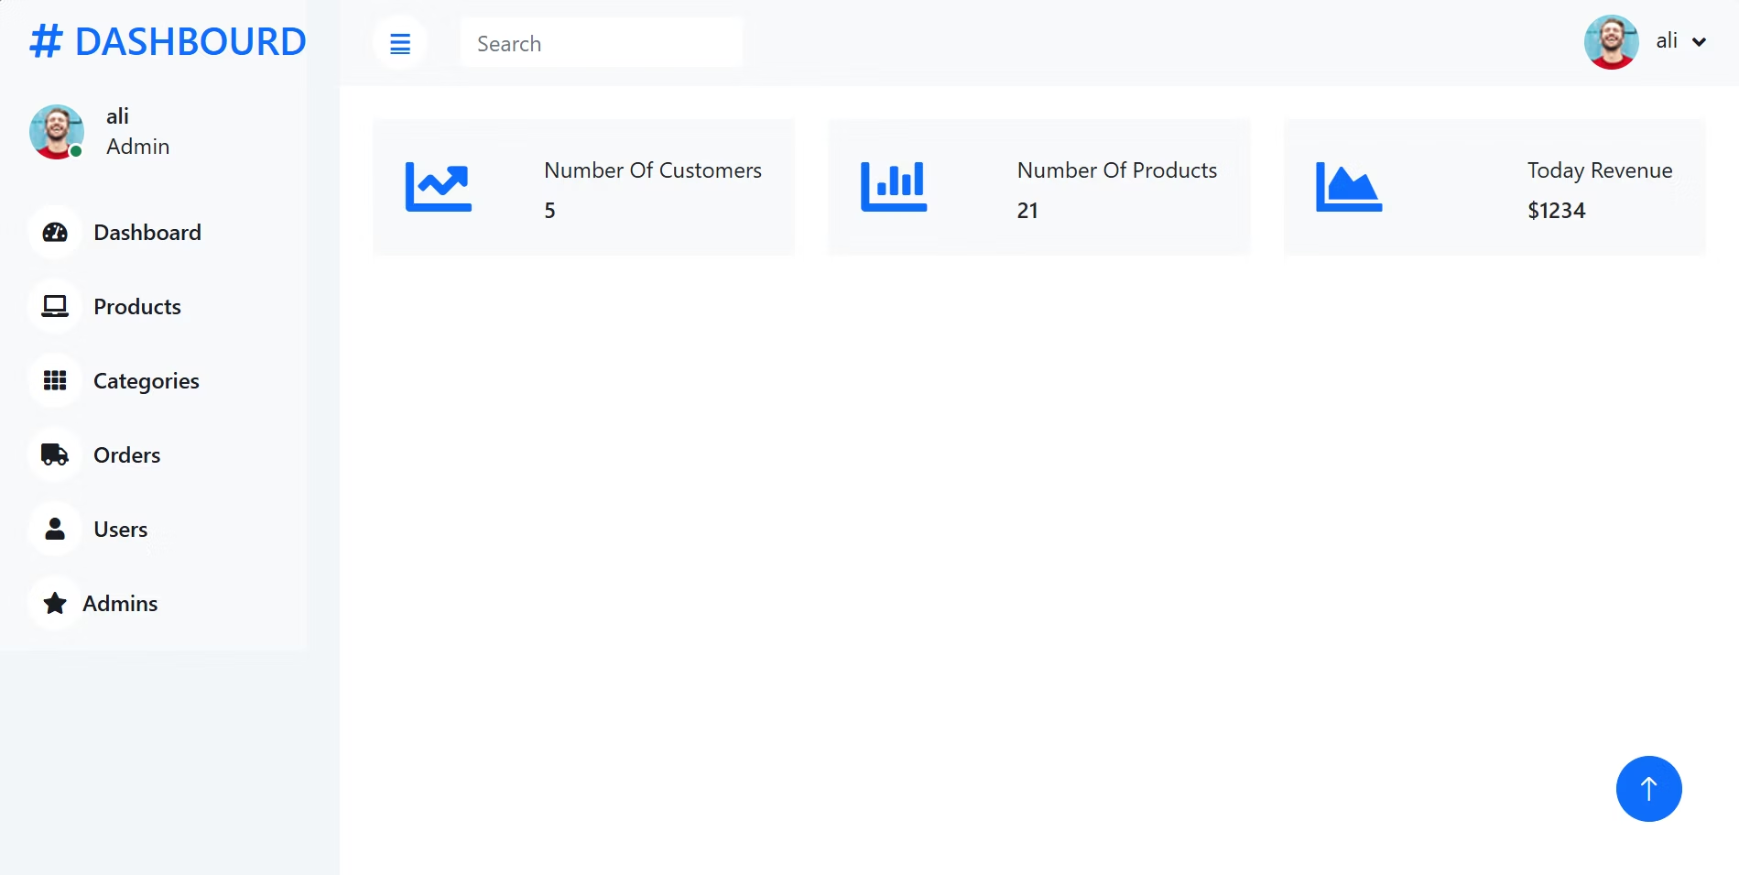 # DASHBOURD
ali
Admin
Dashboard
Products
Categories
Orders
Users
Admins
Search
ali
Number Of Customers
5
Number Of Products
21
Today Revenue
$1234